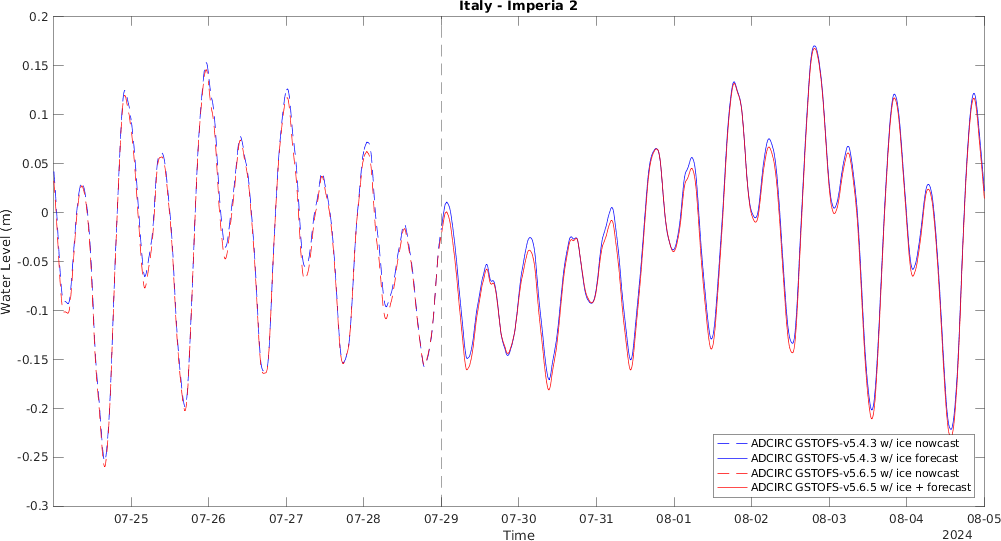 Italy - Imperia 2
Water Level (m)
0.2
0.15
0.1
0.05
0
-0.05
-0.1
-0.15
-0.2
-0.25
-0.3
ADCIRC GSTOFS-v5.4.3 w/ ice nowcast
ADCIRC GSTOFS-v5.4.3 w/ ice forecast
ADCIRC GSTOFS-v5.6.5 w/ ice nowcast
ADCIRC GSTOFS-v5.6.5 w/ ice + forecast
07-25 07-26 07-27 07-28 07-29 07-30 07-31 08-01 08-02 08-03 08-04 08-05
Time
2024